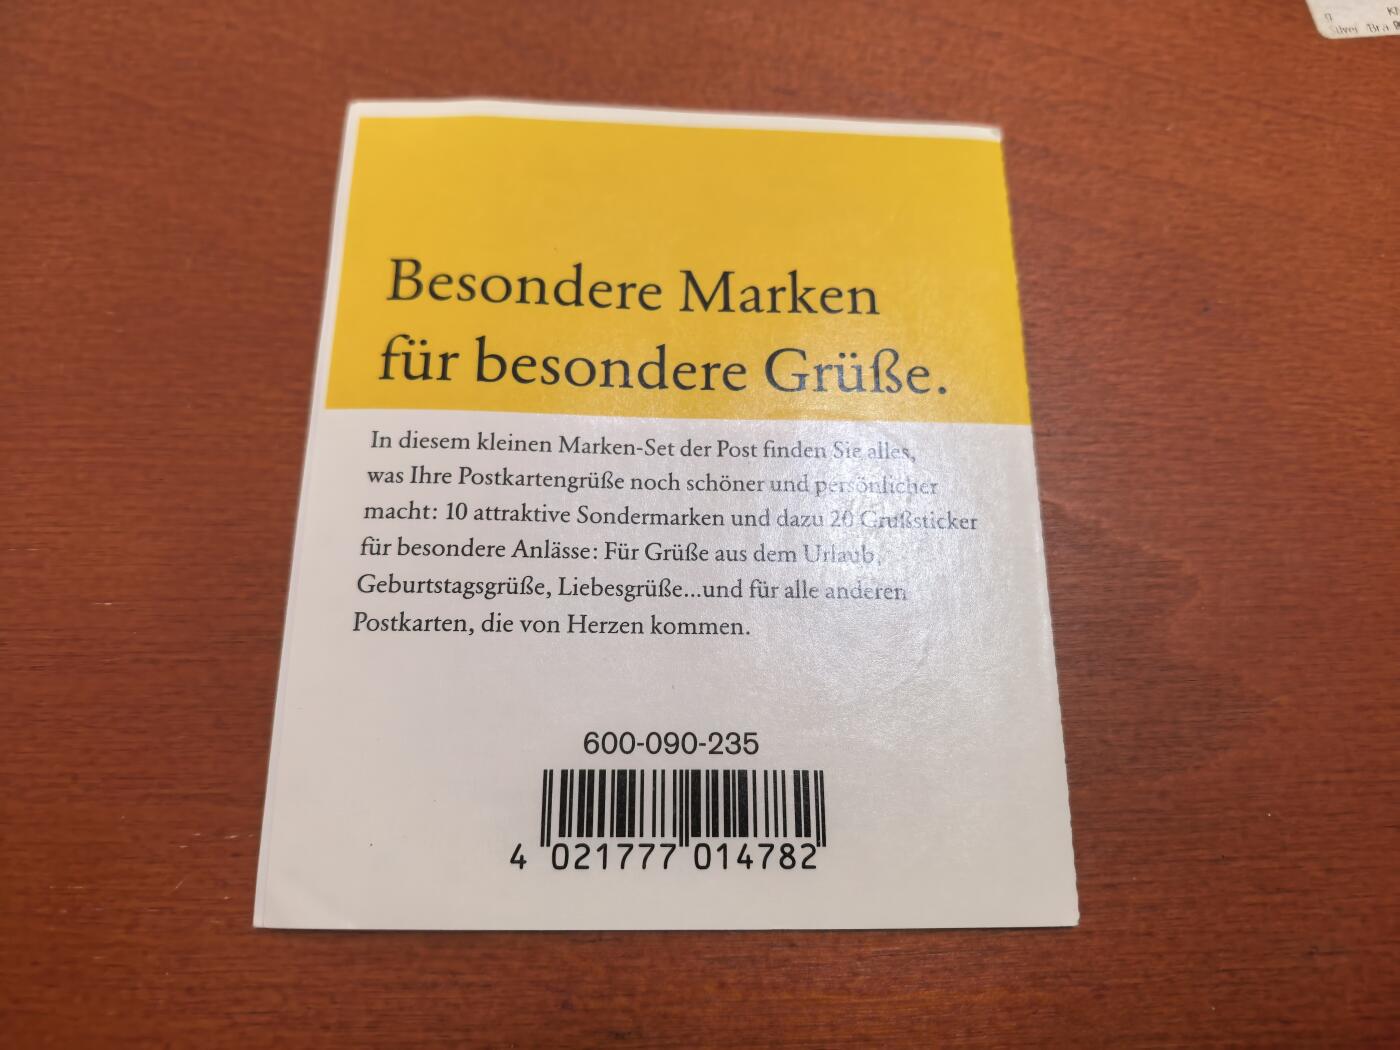 Besondere Marken
für besondere Grüße.
In diesem kleinen Marken-Set der Post finden Sie alles,
was Ihre Postkartengrüße noch schöner und persönlicher
macht: 10 attraktive Sondermarken und dazu 20 Grußsticker
für besondere Anlässe: Für Grüße aus dem Urlaub,
Geburtstagsgrüße, Liebesgrüße...und für alle anderen
Postkarten, die von Herzen kommen.
600-090-235
4 021777 014782